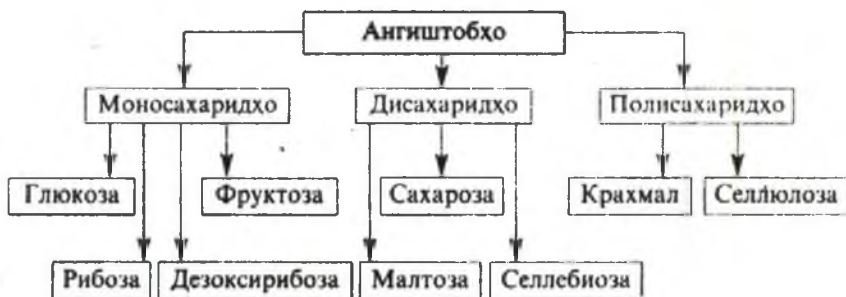 Ангиштобҳо
Моносахаридҳо Дисахаридҳо Полисахаридҳо
Глюкоза Фруктоза Сахароза Крахмал Селлюлоза
Рибоза Дезоксирибоза Малтоза Селлебиоза